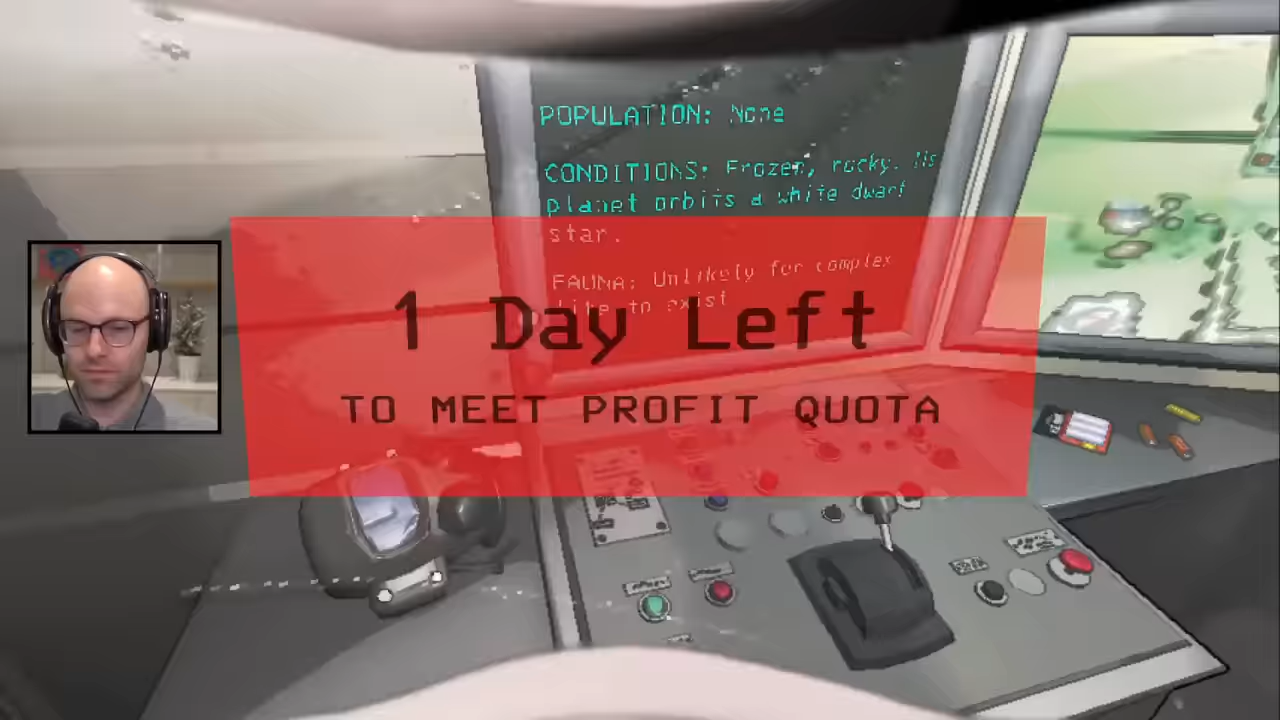 POPULATION: None
CONDITIONS: Frozen, rocky. Its
planet orbits a white dwarf
star.
FAUNA: Unlikely for complex
life to exist
1 Day Left
TO MEET PROFIT QUOTA